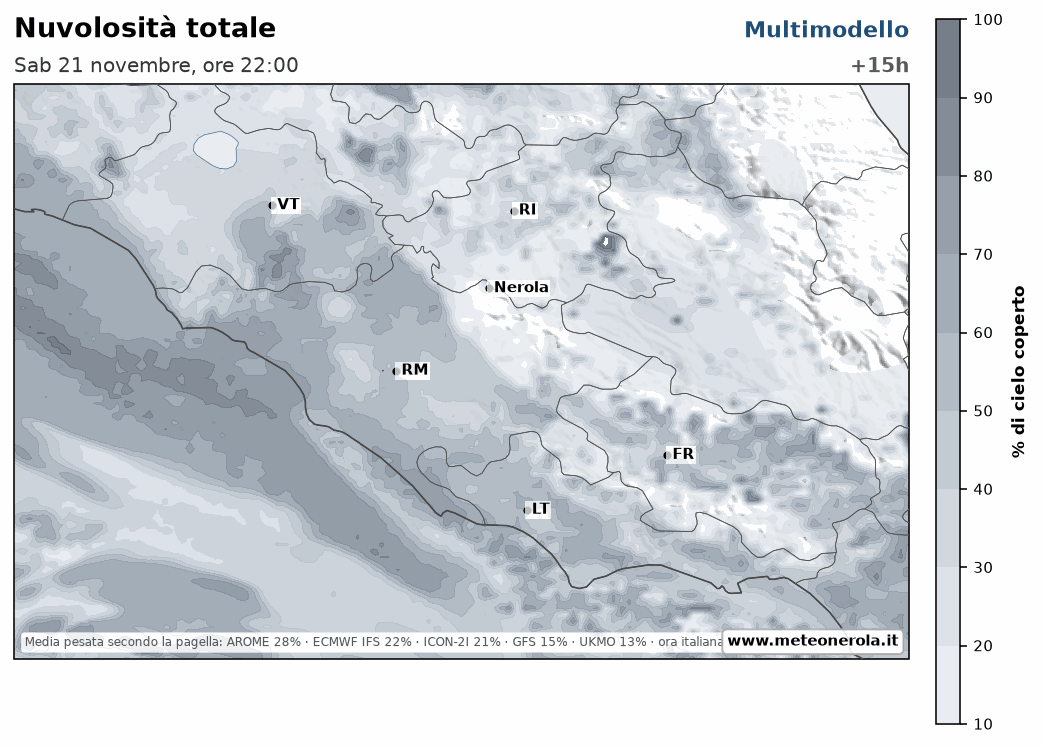 Nuvolosità totale
Multimodello
Sab 21 novembre, ore 22:00
+15h
100
90
80
70
60
50
40
30
20
10
% di cielo coperto
VT
RI
Nerola
RM
FR
LT
Media pesata secondo la pagella: AROME 28% · ECMWF IFS 22% · ICON-2I 21% · GFS 15% · UKMO 13% · ora italiana
www.meteonerola.it